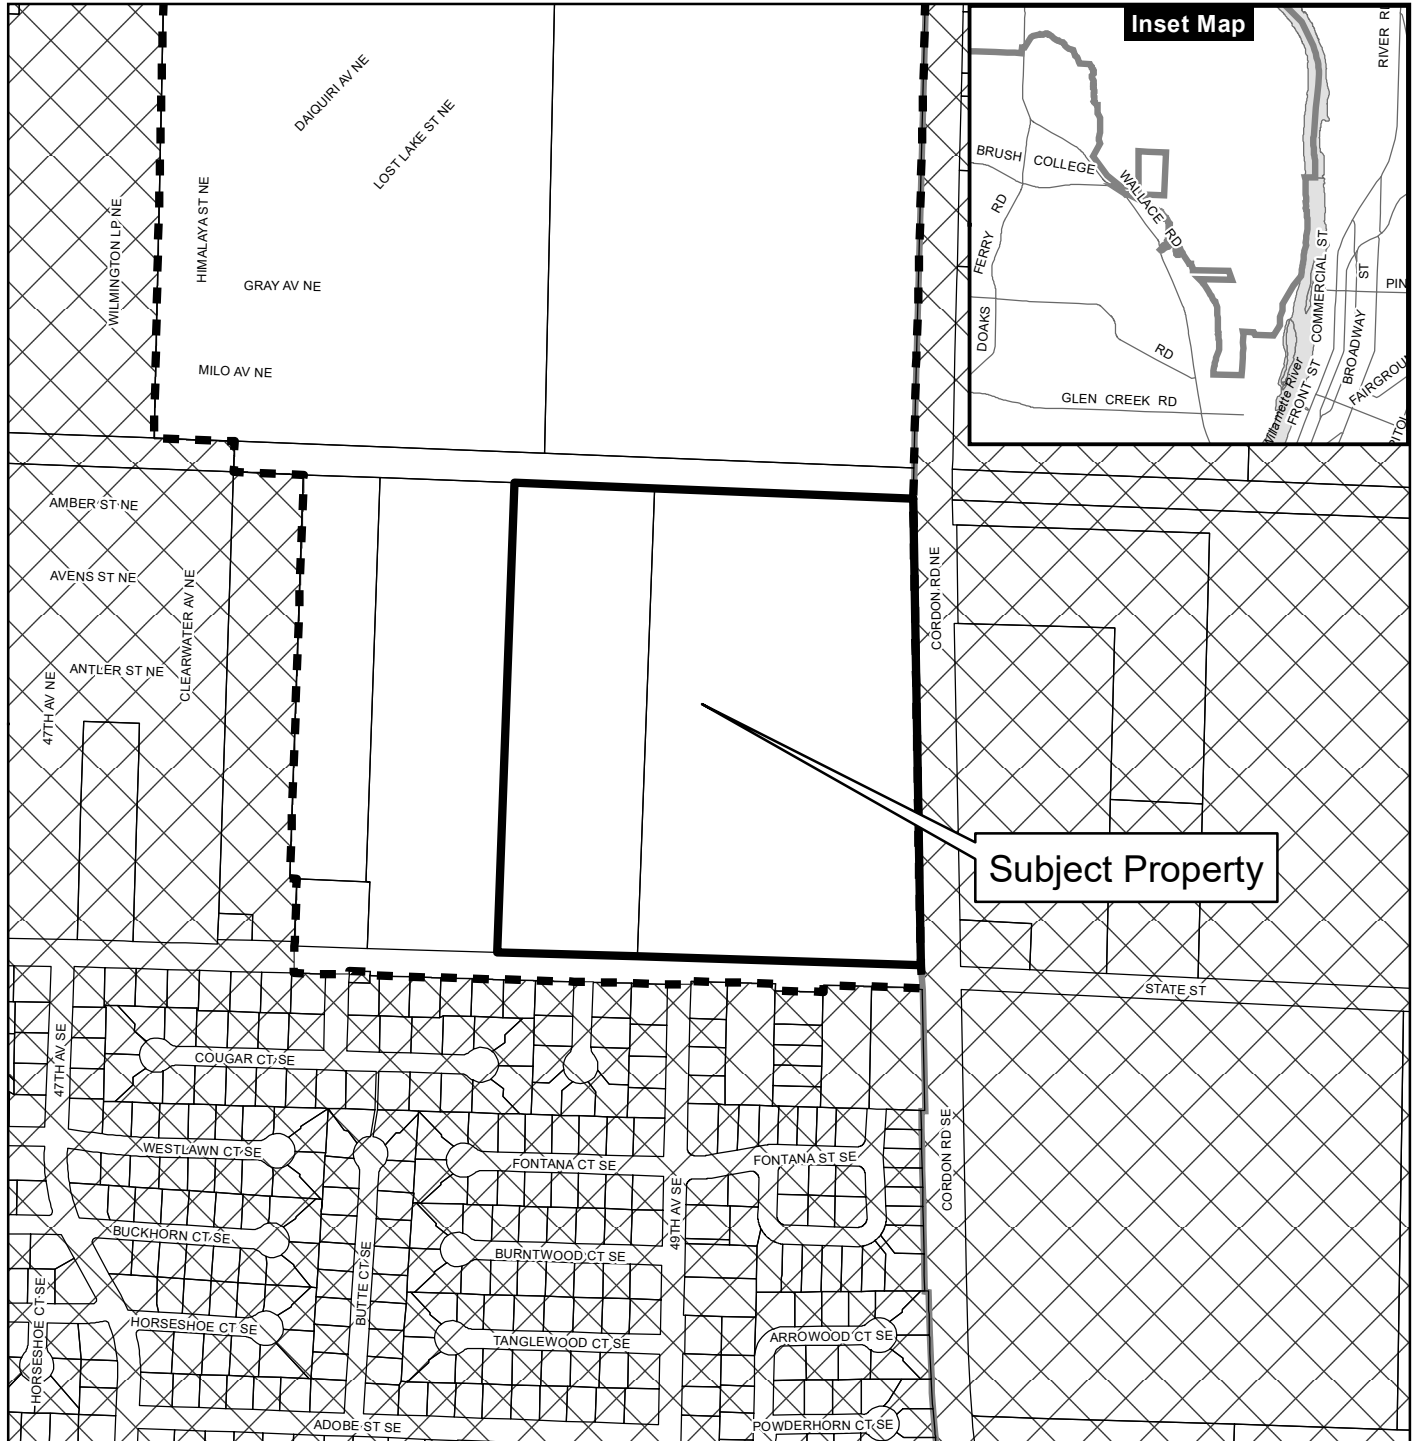 Inset Map
RIVER R
BRUSH COLLEGE
WALLACE RD
FERRY RD
DOAKS
RD
GLEN CREEK RD
Willamette River
FRONT ST
COMMERCIAL ST
BROADWAY ST
PIN
FAIRGROU
PITOL
DAIQUIRI AV NE
LOST LAKE ST NE
WILMINGTON LP NE
HIMALAYA ST NE
GRAY AV NE
MILO AV NE
AMBER ST NE
AVENS ST NE
CLEARWATER AV NE
ANTLER ST NE
47TH AV NE
CORDON RD NE
Subject Property
STATE ST
47TH AV SE
COUGAR CT SE
WESTLAWN CT SE
FONTANA CT SE
FONTANA ST SE
CORDON RD SE
49TH AV SE
BUCKHORN CT SE
BUTTE CT SE
BURNTWOOD CT SE
HORSESHOE CT SE
HORSESHOE CT SE
TANGLEWOOD CT SE
ARROWOOD CT SE
ADOBE ST SE
POWDERHORN CT SE